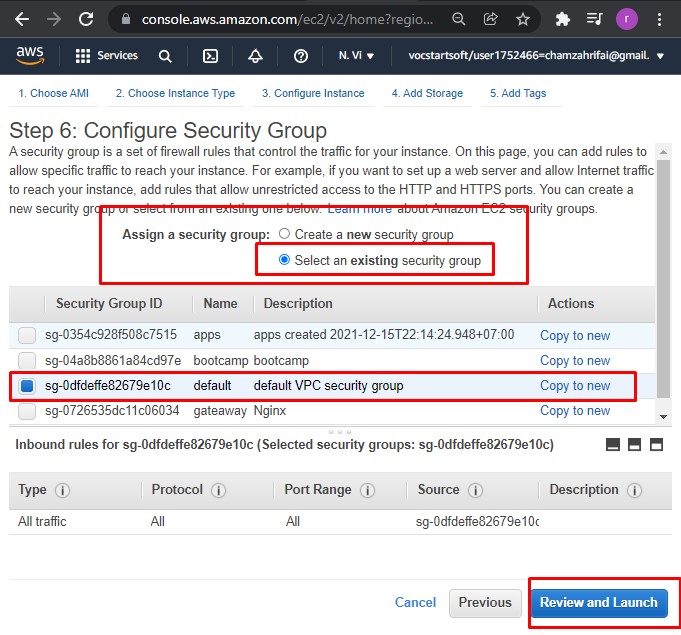 console.aws.amazon.com/ec2/v2/home?regio...
r
aws
Services
N. Vi
vocstartsoft/user1752466=chamzahrifai@gmail.
1. Choose AMI 2. Choose Instance Type 3. Configure Instance 4. Add Storage 5. Add Tags
Step 6: Configure Security Group
A security group is a set of firewall rules that control the traffic for your instance. On this page, you can add rules to
allow specific traffic to reach your instance. For example, if you want to set up a web server and allow Internet traffic
to reach your instance, add rules that allow unrestricted access to the HTTP and HTTPS ports. You can create a
new security group or select from an existing one below. Learn more about Amazon EC2 security groups.
Assign a security group: Create a new security group
Select an existing security group
Security Group ID Name Description Actions
sg-0354c928f508c7515 apps apps created 2021-12-15T22:14:24.948+07:00 Copy to new
sg-04a8b8861a84cd97e bootcamp bootcamp Copy to new
sg-0dfdeffe82679e10c default default VPC security group Copy to new
sg-0726535dc11c06034 gateaway Nginx Copy to new
Inbound rules for sg-0dfdeffe82679e10c (Selected security groups: sg-0dfdeffe82679e10c)
Type Protocol Port Range Source Description
All traffic All All sg-0dfdeffe82679e10c
Cancel Previous Review and Launch